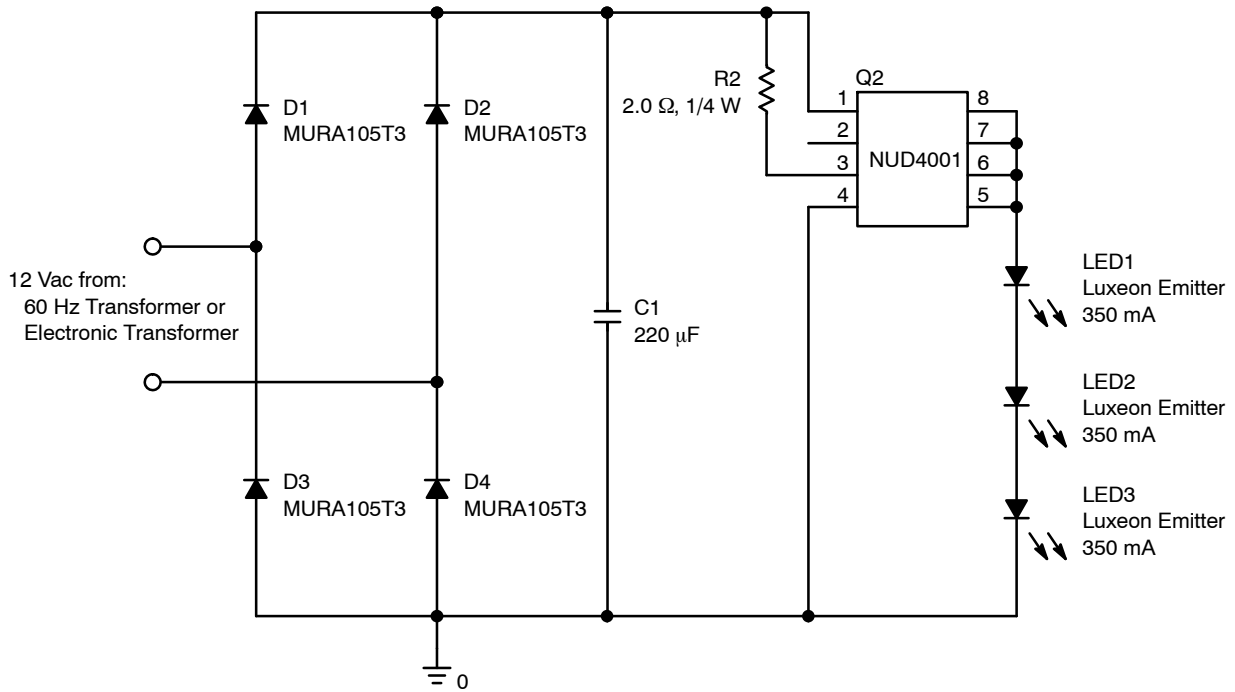 D1
MURA105T3
D2
MURA105T3
R2
2.0 Ω, 1/4 W
Q2
1
2
3
4
NUD4001
8
7
6
5
12 Vac from:
60 Hz Transformer or
Electronic Transformer
C1
220 μF
LED1
Luxeon Emitter
350 mA
LED2
Luxeon Emitter
350 mA
D3
MURA105T3
D4
MURA105T3
LED3
Luxeon Emitter
350 mA
0